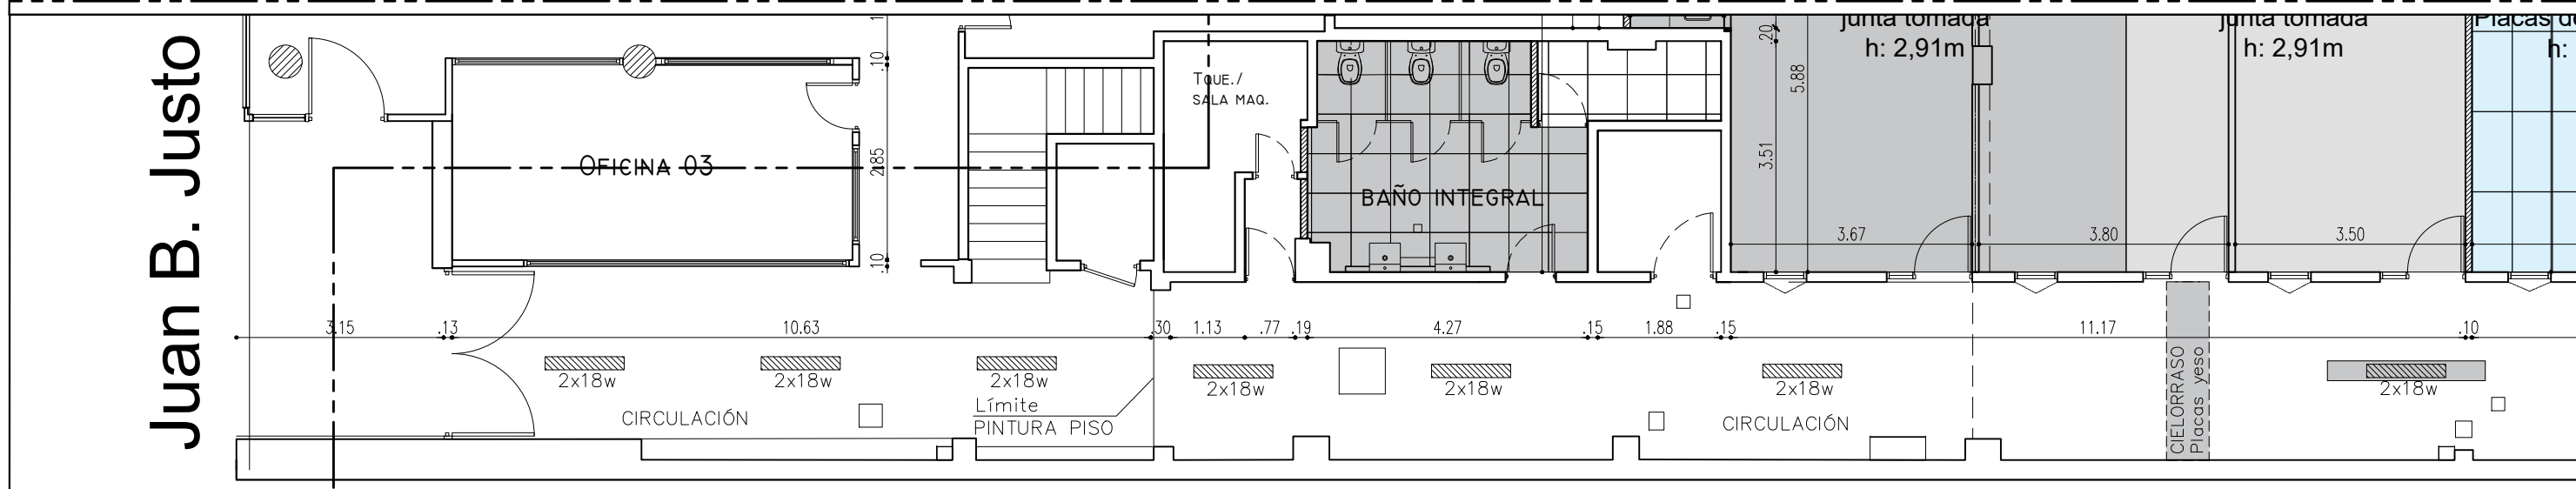 Juan B. Justo
junta tomada
h: 2,91m
junta tomada
h: 2,91m
Placas de
h:
.10
.20
5.88
TQUE./
SALA MAQ.
OFICINA 03
2.85
3.51
BAÑO INTEGRAL
.10
3.67
3.80
3.50
3.15
.13
10.63
.30
1.13
.77
.19
4.27
.15
1.88
.15
11.17
.10
2x18w
2x18w
2x18w
2x18w
2x18w
2x18w
2x18w
CIRCULACIÓN
Límite
PINTURA PISO
CIRCULACIÓN
CIELORRASO
Placas yeso